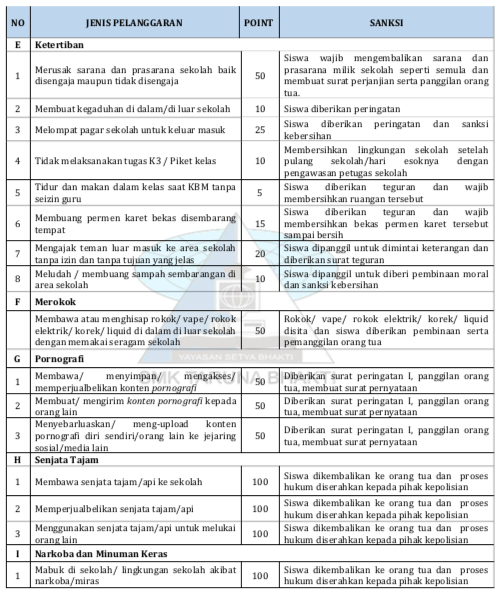 NO JENIS PELANGGARAN POINT SANKSI
E Ketertiban
1 Merusak sarana dan prasarana sekolah baik disengaja maupun tidak disengaja 50 Siswa wajib mengembalikan sarana dan prasarana milik sekolah seperti semula dan membuat surat perjanjian serta panggilan orang tua.
2 Membuat kegaduhan di dalam/di luar sekolah 10 Siswa diberikan peringatan
3 Melompat pagar sekolah untuk keluar masuk 25 Siswa diberikan peringatan dan sanksi kebersihan
4 Tidak melaksanakan tugas K3 / Piket kelas 10 Membersihkan lingkungan sekolah setelah pulang sekolah/hari esoknya dengan pengawasan petugas sekolah
5 Tidur dan makan dalam kelas saat KBM tanpa seizin guru 5 Siswa diberikan teguran dan wajib membersihkan ruangan tersebut
6 Membuang permen karet bekas disembarang tempat 15 Siswa diberikan teguran dan wajib membersihkan bekas permen karet tersebut sampai bersih
7 Mengajak teman luar masuk ke area sekolah tanpa izin dan tanpa tujuan yang jelas 20 Siswa dipanggil untuk dimintai keterangan dan diberikan surat teguran
8 Meludah / membuang sampah sembarangan di area sekolah 10 Siswa dipanggil untuk diberi pembinaan moral dan sanksi kebersihan
F Merokok
Membawa atau menghisap rokok/ vape/ rokok elektrik/ korek/ liquid di dalam di luar sekolah dengan memakai seragam sekolah 50 Rokok/ vape/ rokok elektrik/ korek/ liquid disita dan siswa diberikan pembinaan serta pemanggilan orang tua
YAYASAN SETYA BHAKTI
G Pornografi
SMK TARUNA BHAKTI
1 Membawa/ menyimpan/ mengakses/ memperjualbelikan konten pornografi 50 Diberikan surat peringatan I, panggilan orang tua, membuat surat pernyataan
2 Membuat/ mengirim konten pornografi kepada orang lain 50 Diberikan surat peringatan I, panggilan orang tua, membuat surat pernyataan
3 Menyebarluaskan/ meng-upload konten pornografi diri sendiri/orang lain ke jejaring sosial/media lain 50 Diberikan surat peringatan I, panggilan orang tua, membuat surat pernyataan
H Senjata Tajam
1 Membawa senjata tajam/api ke sekolah 100 Siswa dikembalikan ke orang tua dan proses hukum diserahkan kepada pihak kepolisian
2 Memperjualbelikan senjata tajam/api 100 Siswa dikembalikan ke orang tua dan proses hukum diserahkan kepada pihak kepolisian
3 Menggunakan senjata tajam/api untuk melukai orang lain 100 Siswa dikembalikan ke orang tua dan proses hukum diserahkan kepada pihak kepolisian
I Narkoba dan Minuman Keras
1 Mabuk di sekolah/ lingkungan sekolah akibat narkoba/miras 100 Siswa dikembalikan ke orang tua dan proses hukum diserahkan kepada pihak kepolisian